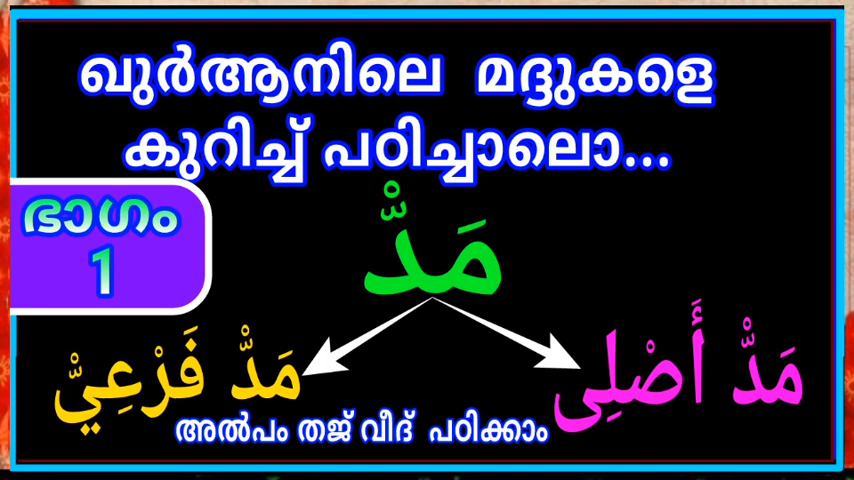 ഖുർആനിലെ മദ്ദുകളെ
കുറിച്ച് പഠിച്ചാലൊ...
ഭാഗം
1
مَدٌّ
مَدّْ أَصْلِى
مَدّْ فَرْعِيّْ
അൽപം തജ് വീദ് പഠിക്കാം